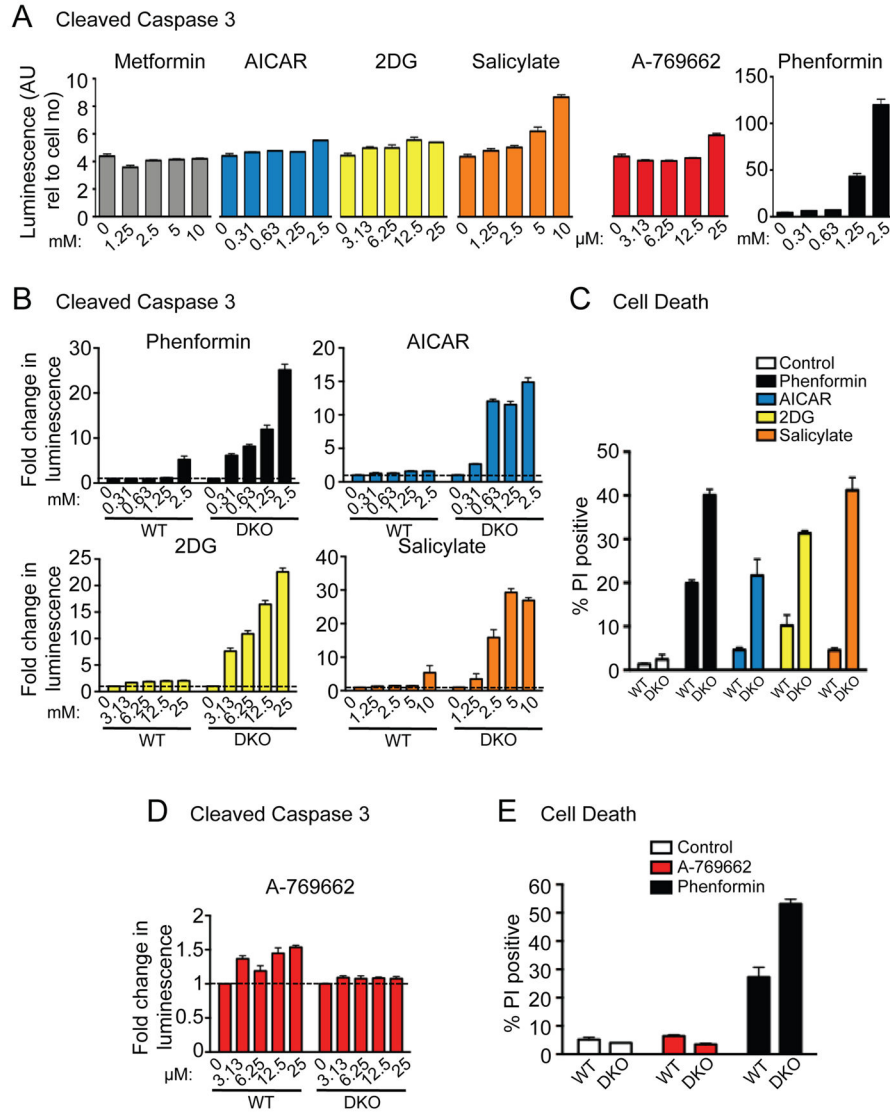 A Cleaved Caspase 3
Metformin AICAR 2DG Salicylate A-769662 Phenformin
Luminescence (AU
rel to cell no)
10
8
6
4
2
0
150
100
50
0
mM: 0 1.25 2.5 5 10 0 0.31 0.63 1.25 2.5 0 3.13 6.25 12.5 25 0 1.25 2.5 5 10 µM: 0 3.13 6.25 12.5 25 mM: 0 0.31 0.63 1.25 2.5
B Cleaved Caspase 3
Phenformin
Fold change in
luminescence
30
20
10
0
mM: 0 0.31 0.63 1.25 2.5 0 0.31 0.63 1.25 2.5
WT DKO
AICAR
20
15
10
5
0
0 0.31 0.63 1.25 2.5 0 0.31 0.63 1.25 2.5
WT DKO
2DG
Fold change in
luminescence
25
20
15
10
5
0
mM: 0 3.13 6.25 12.5 25 0 3.13 6.25 12.5 25
WT DKO
Salicylate
40
30
20
10
0
0 1.25 2.5 5 10 0 1.25 2.5 5 10
WT DKO
C Cell Death
Control
Phenformin
AICAR
2DG
Salicylate
% PI positive
50
40
30
20
10
0
WT DKO WT DKO WT DKO WT DKO WT DKO
D Cleaved Caspase 3
A-769662
Fold change in
luminescence
2
1.5
1
0.5
0
µM: 0 3.13 6.25 12.5 25 0 3.13 6.25 12.5 25
WT DKO
E Cell Death
Control
A-769662
Phenformin
% PI positive
60
50
40
30
20
10
0
WT DKO WT DKO WT DKO